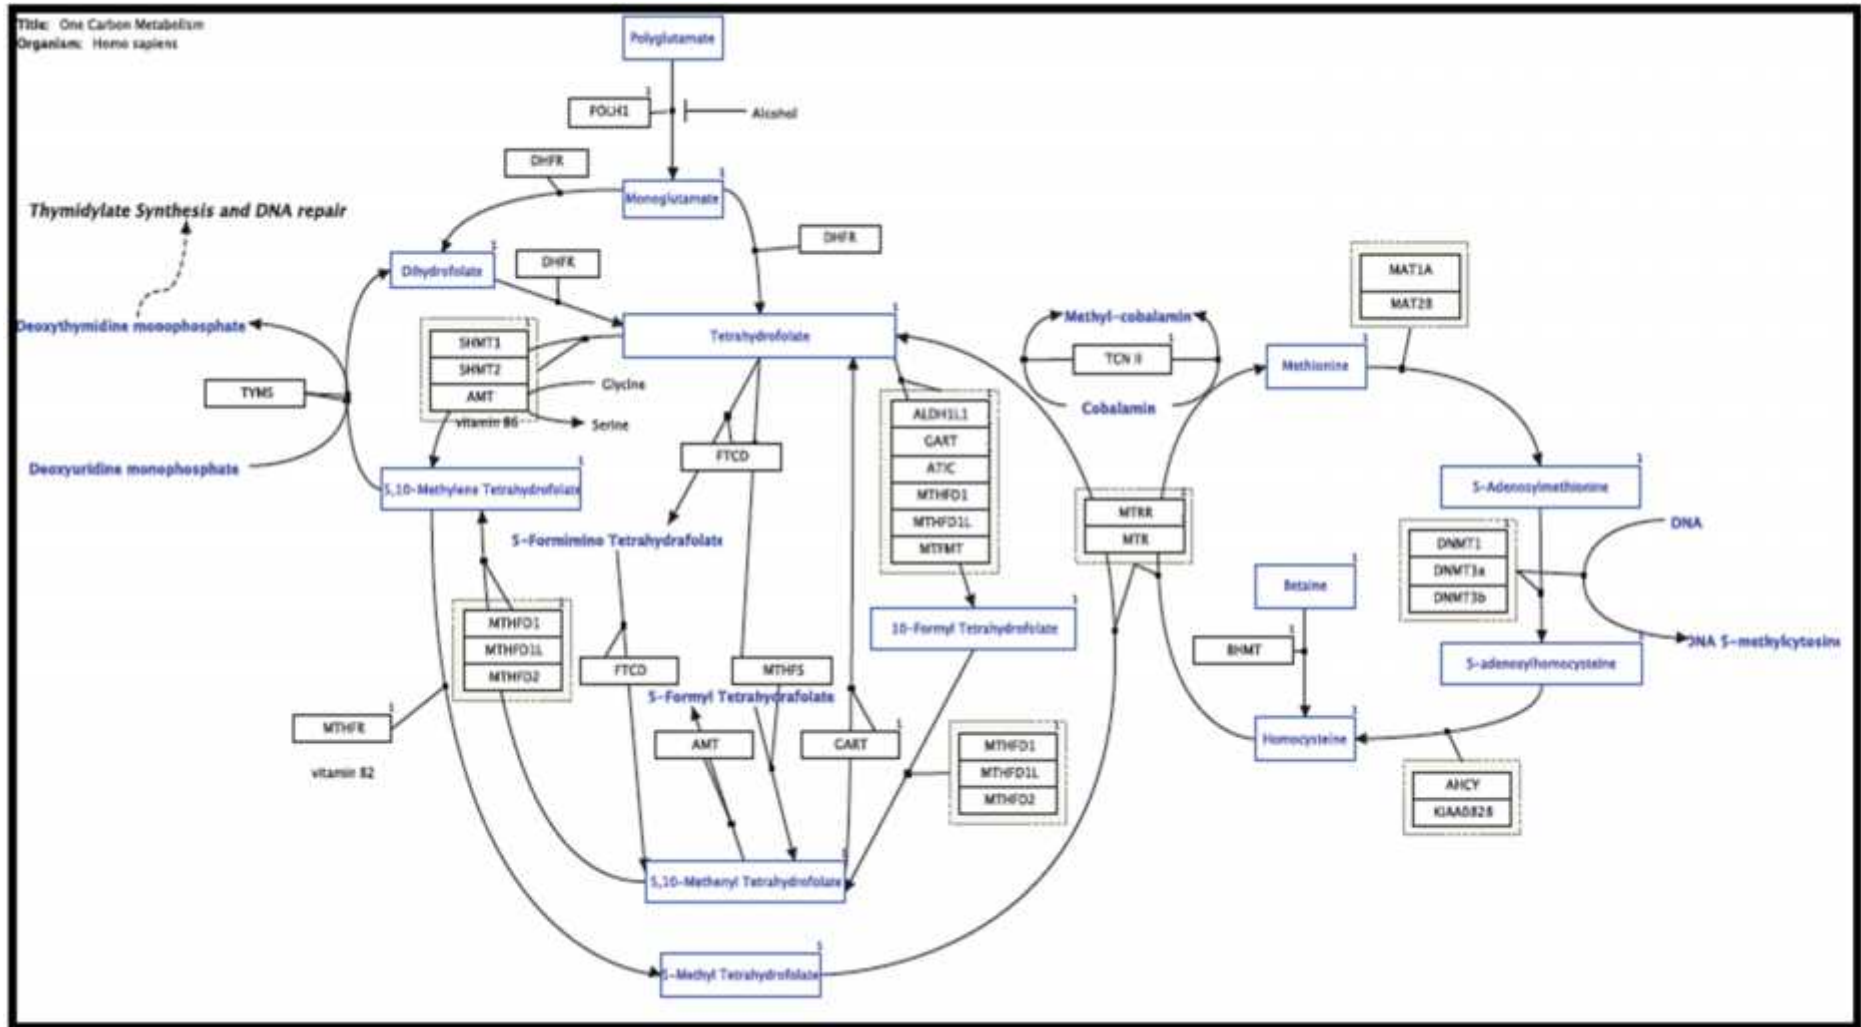 Title: One Carbon Metabolism
Organism: Homo sapiens
Polyglutamate
FOLH1
Alcohol
DHFR
Monoglutamate
Thymidylate Synthesis and DNA repair
DHFR
Dihydrofolate
DHFR
MAT1A
MAT2B
Deoxythymidine monophosphate
Tetrahydrofolate
Methyl-cobalamin
SHMT1
SHMT2
AMT
vitamin B6
Glycine
Serine
TCN II
Methionine
TYMS
Cobalamin
ALDH1L1
GART
ATIC
MTHFD1
MTHFD1L
MTFMT
FTCD
Deoxyuridine monophosphate
5,10-Methylene Tetrahydrofolate
S-Adenosylmethionine
MTRR
MTR
DNA
5-Formimino Tetrahydrafolate
DNMT1
DNMT3a
DNMT3b
Betaine
MTHFD1
MTHFD1L
MTHFD2
10-Formyl Tetrahydrofolate
DNA 5-methylcytosine
BHMT
S-adenosylhomocysteine
FTCD
MTHFS
5-Formyl Tetrahydrafolate
MTHFR
vitamin B2
AMT
GART
Homocysteine
MTHFD1
MTHFD1L
MTHFD2
AHCY
KIAA0828
5,10-Methenyl Tetrahydrofolate
5-Methyl Tetrahydrofolate